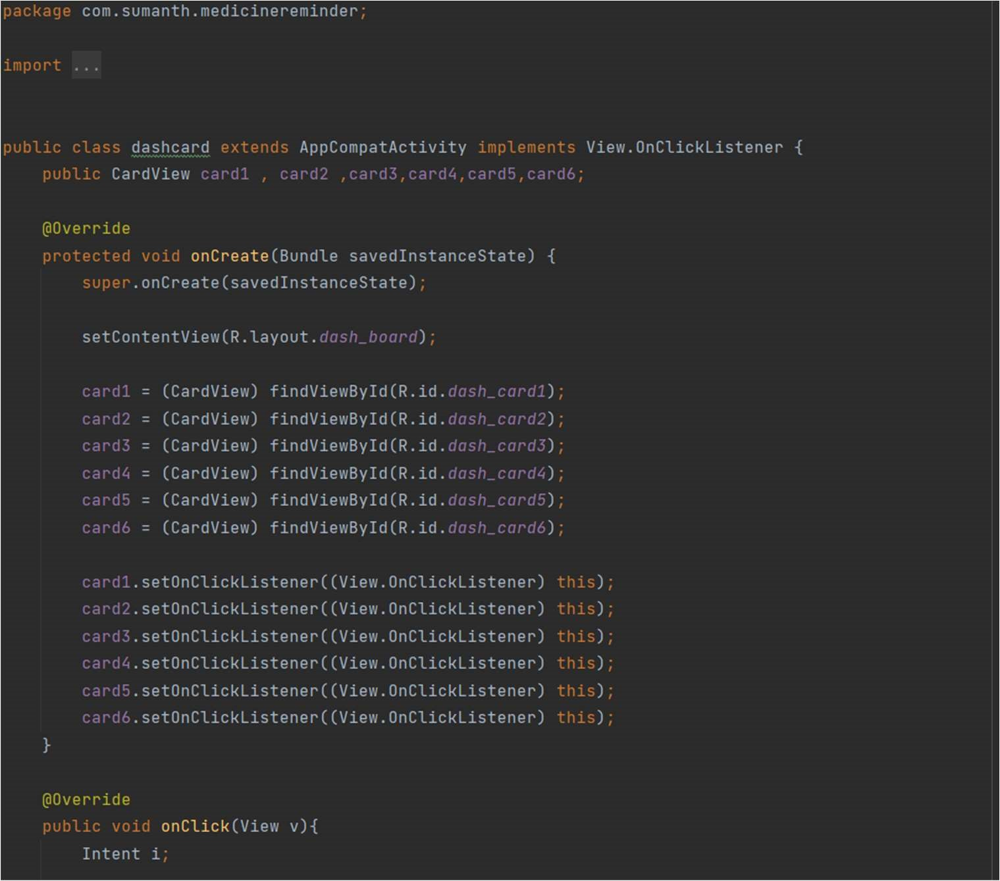 package com.sumanth.medicinereminder;
import ...
public class dashcard extends AppCompatActivity implements View.OnClickListener {
    public CardView card1 , card2 ,card3,card4,card5,card6;
    @Override
    protected void onCreate(Bundle savedInstanceState) {
        super.onCreate(savedInstanceState);
        setContentView(R.layout.dash_board);
        card1 = (CardView) findViewById(R.id.dash_card1);
        card2 = (CardView) findViewById(R.id.dash_card2);
        card3 = (CardView) findViewById(R.id.dash_card3);
        card4 = (CardView) findViewById(R.id.dash_card4);
        card5 = (CardView) findViewById(R.id.dash_card5);
        card6 = (CardView) findViewById(R.id.dash_card6);
        card1.setOnClickListener((View.OnClickListener) this);
        card2.setOnClickListener((View.OnClickListener) this);
        card3.setOnClickListener((View.OnClickListener) this);
        card4.setOnClickListener((View.OnClickListener) this);
        card5.setOnClickListener((View.OnClickListener) this);
        card6.setOnClickListener((View.OnClickListener) this);
    }
    @Override
    public void onClick(View v){
        Intent i;